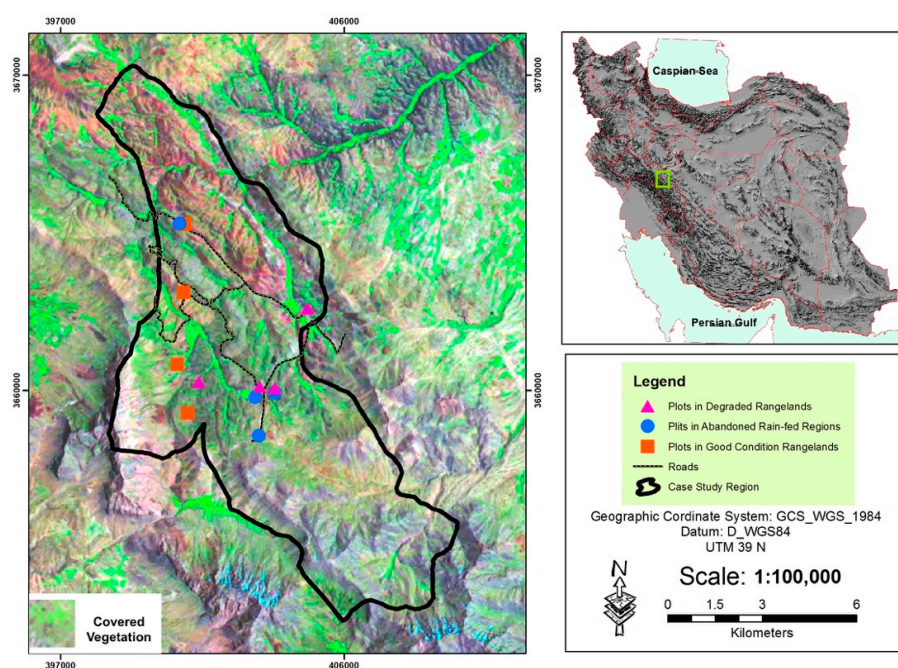 397000
406000
3670000
3670000
3660000
3660000
397000
406000
Covered
Vegetation
Caspian Sea
Persian Gulf
Legend
Plots in Degraded Rangelands
Plits in Abandoned Rain-fed Regions
Plots in Good Condition Rangelands
Roads
Case Study Region
Geographic Cordinate System: GCS_WGS_1984
Datum: D_WGS84
UTM 39 N
N
Scale: 1:100,000
0 1.5 3 6
Kilometers